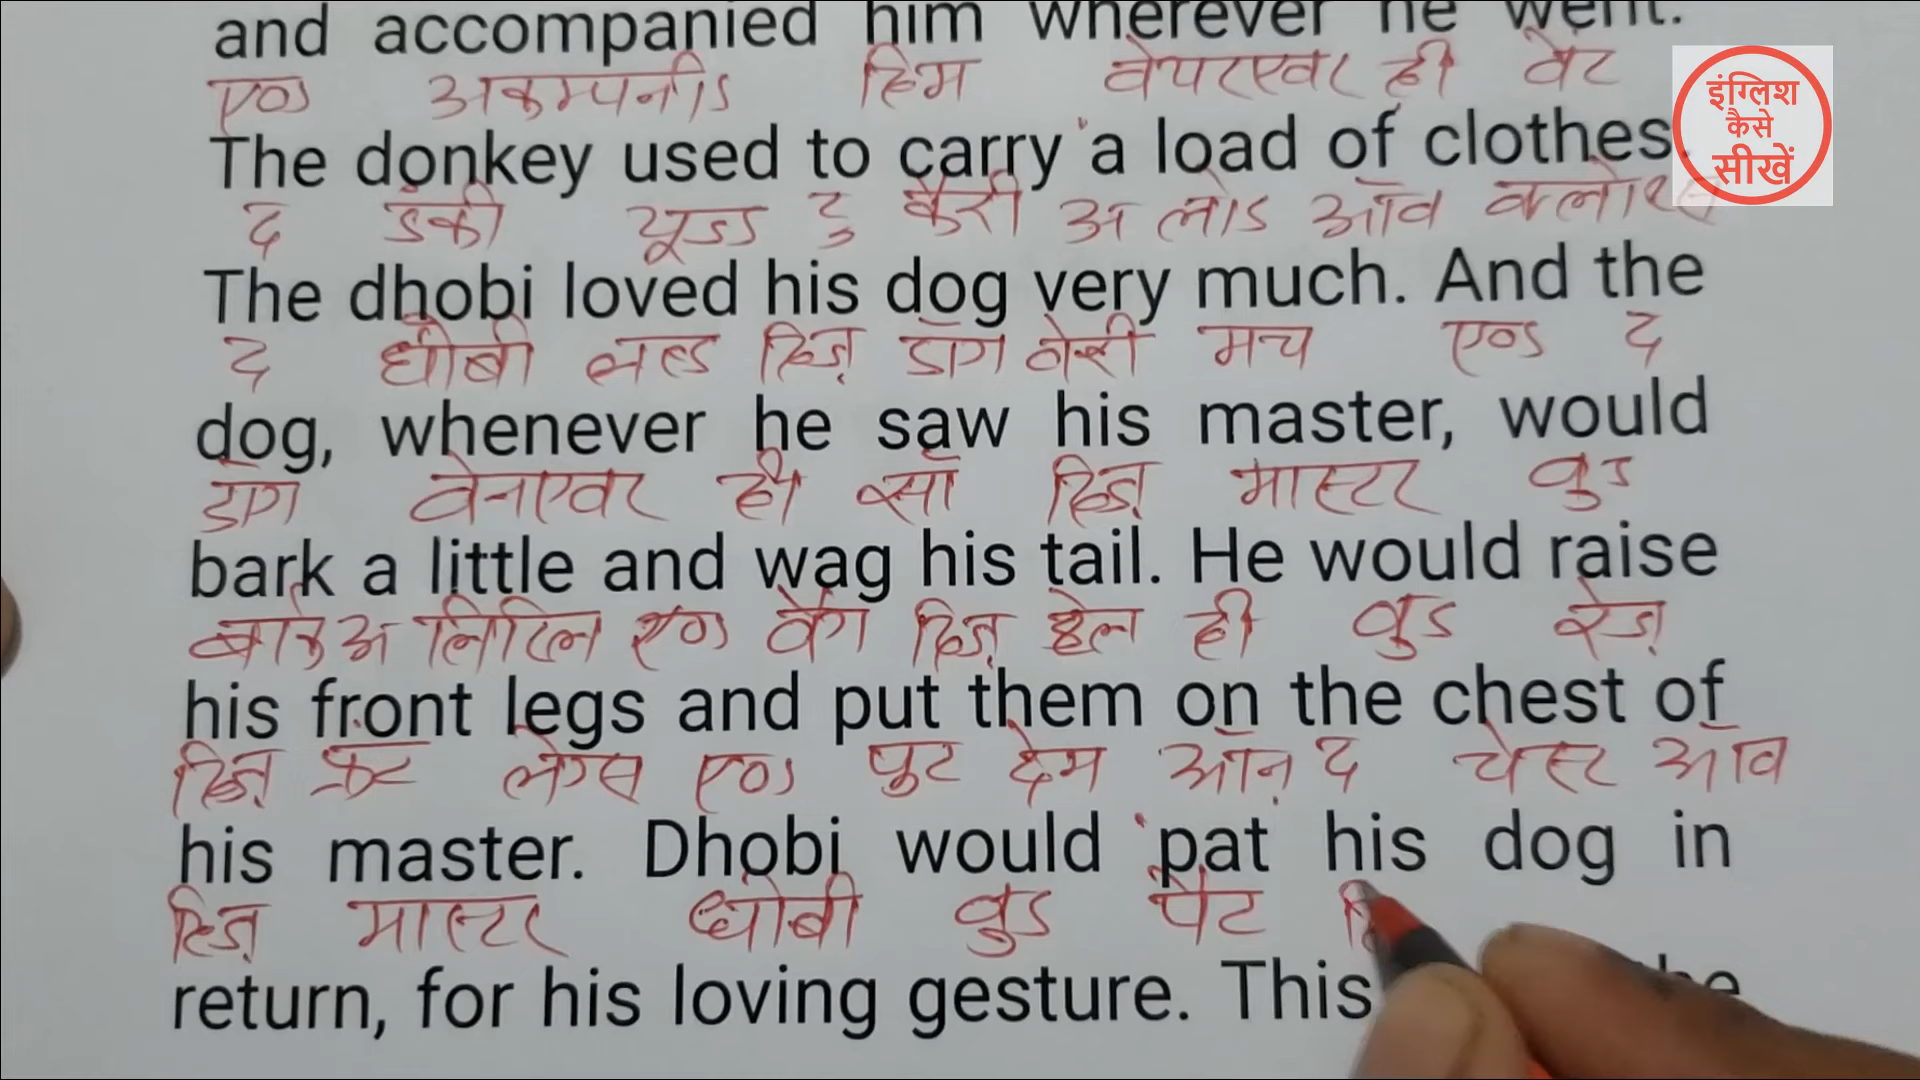 and accompanied him wherever he went.
एण्ड अकम्पनीड हिम वेयरएवर ही वेंट
The donkey used to carry a load of clothes.
द डंकी यूज्ड टु कैरी अ लोड ऑव क्लोथ्स
The dhobi loved his dog very much. And the
द धोबी लव्ड हिज़ डॉग वेरी मच एण्ड द
dog, whenever he saw his master, would
डॉग वेनएवर ही सॉ हिज़ मास्टर वुड
bark a little and wag his tail. He would raise
बार्क अ लिटिल एण्ड वैग हिज़ टेल ही वुड रेज़
his front legs and put them on the chest of
हिज़ फ्रंट लेग्स एण्ड पुट देम ऑन द चेस्ट ऑव
his master. Dhobi would pat his dog in
हिज़ मास्टर धोबी वुड पैट हि
return, for his loving gesture. This
इंग्लिश
कैसे
सीखें